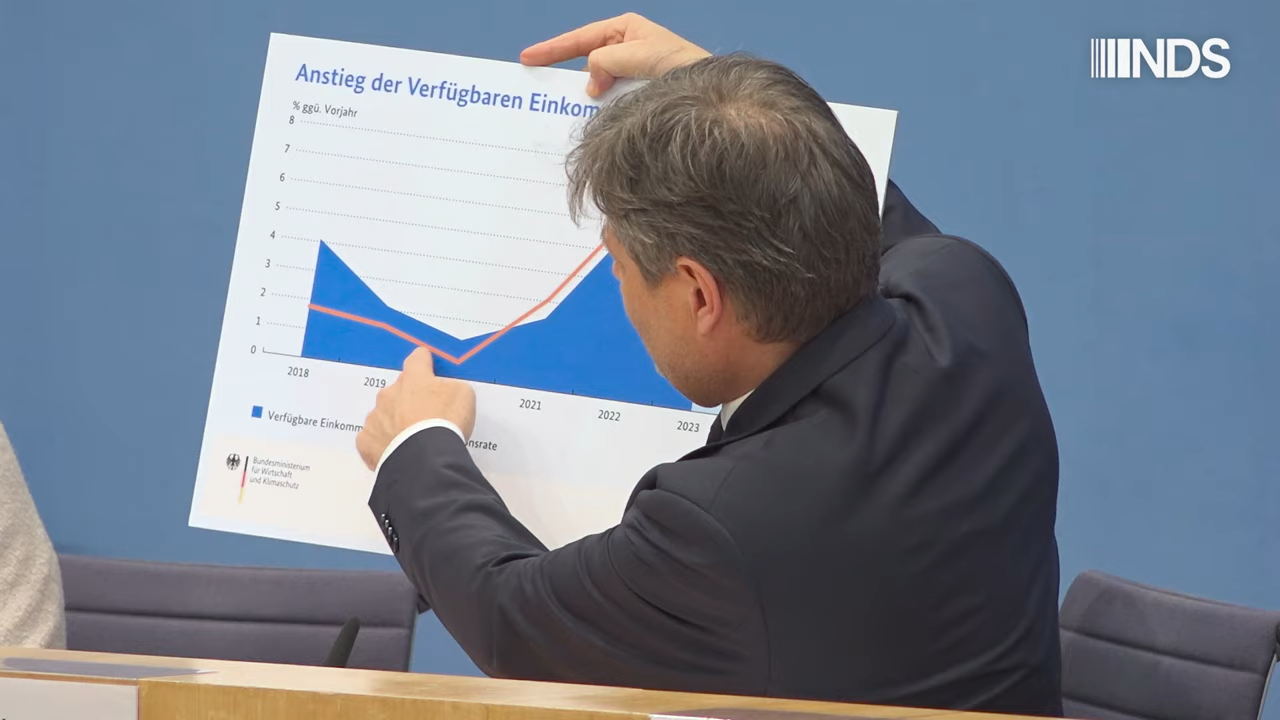 NDS
Anstieg der Verfügbaren Einkom
% ggü. Vorjahr
8
7
6
5
4
3
2
1
0
2018 2019 2021 2022 2023
Verfügbare Einkomm nsrate
Bundesministerium
für Wirtschaft
und Klimaschutz